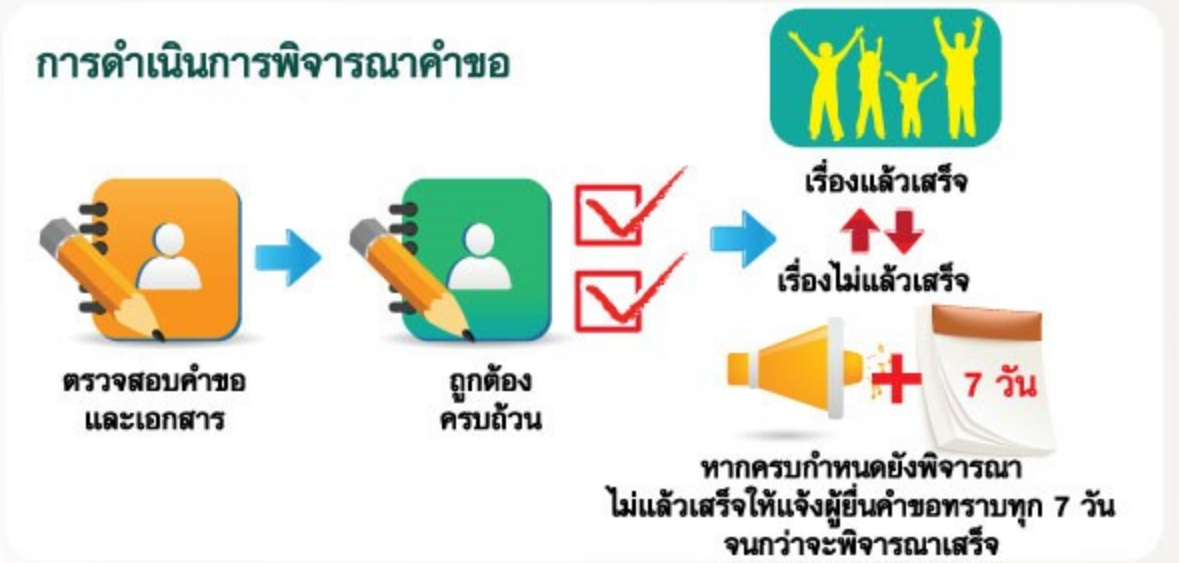 การดำเนินการพิจารณาคำขอ
ตรวจสอบคำขอ
และเอกสาร
ถูกต้อง
ครบถ้วน
เรื่องแล้วเสร็จ
เรื่องไม่แล้วเสร็จ
7 วัน
หากครบกำหนดยังพิจารณา
ไม่แล้วเสร็จให้แจ้งผู้ยื่นคำขอทราบทุก 7 วัน
จนกว่าจะพิจารณาเสร็จ